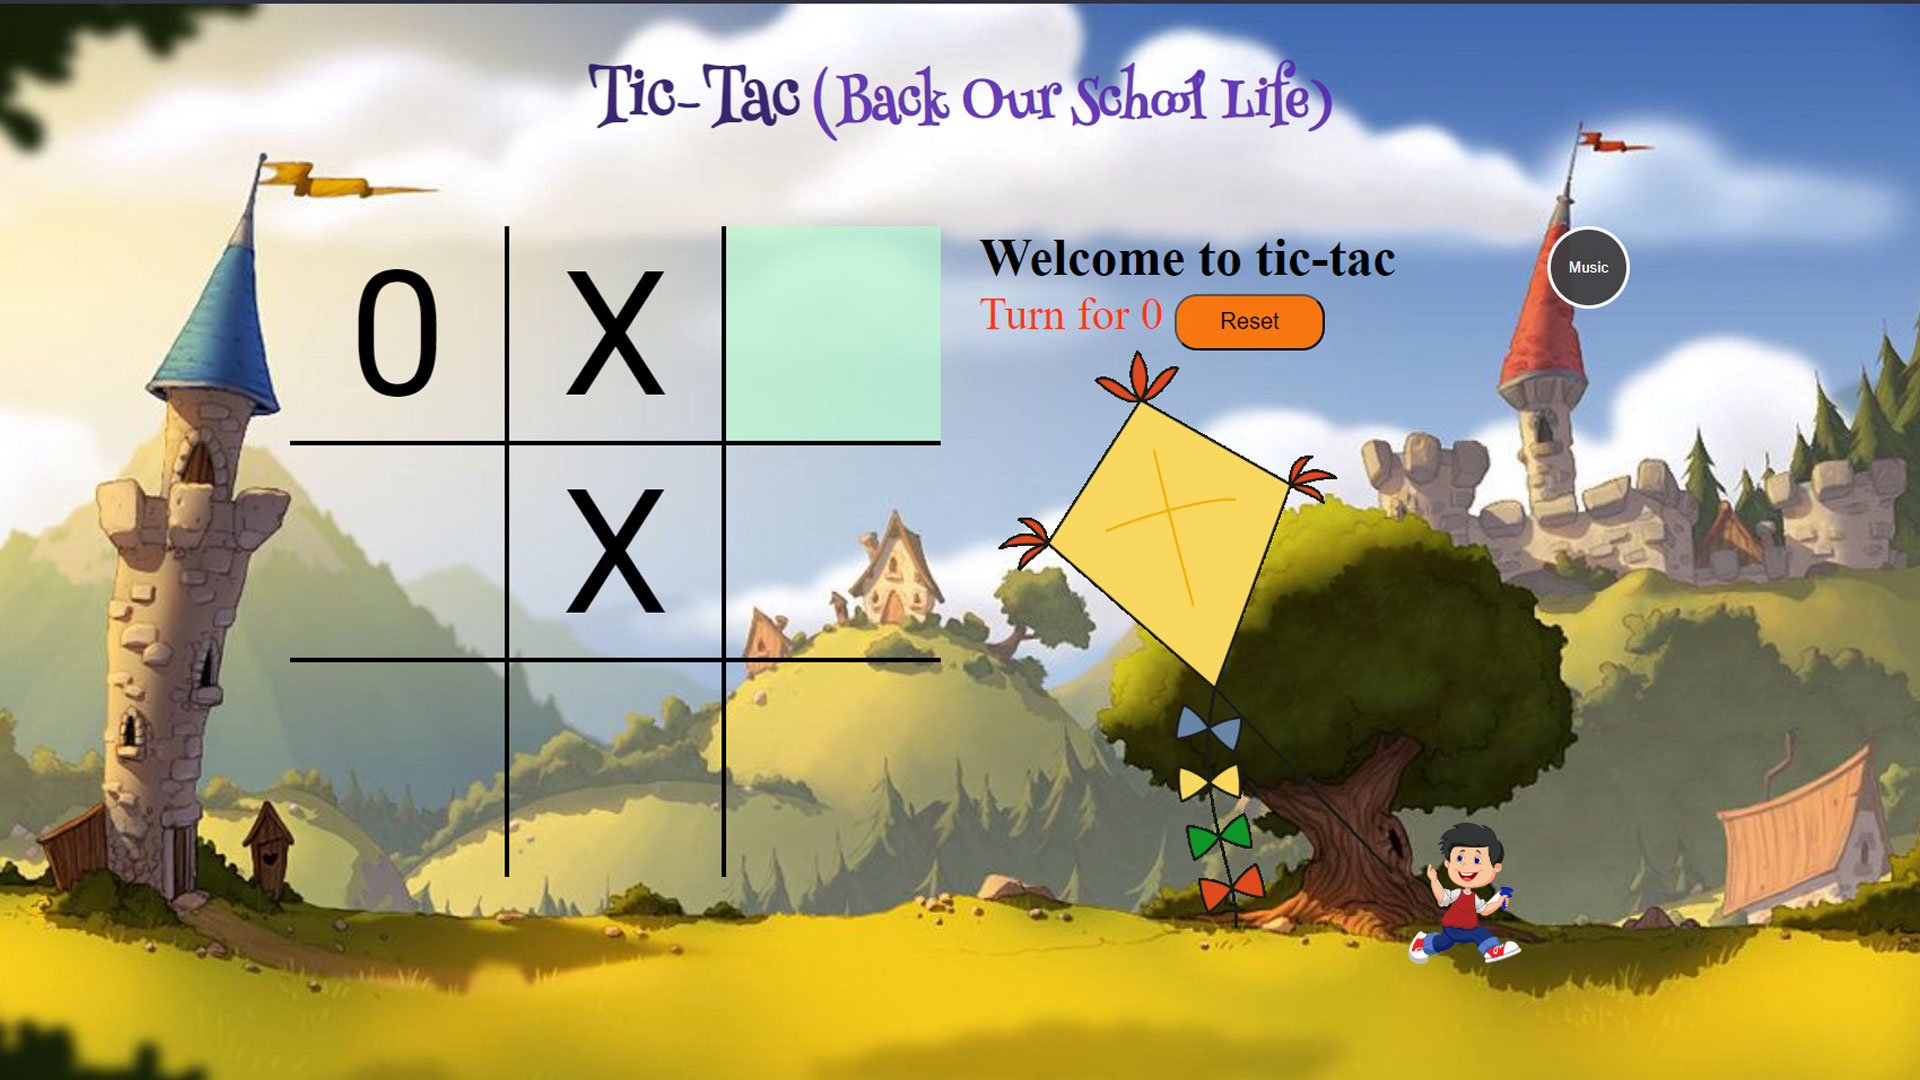 Tic-Tac (Back Our School Life)
Welcome to tic-tac
Turn for 0 Reset
Music
0 X
X